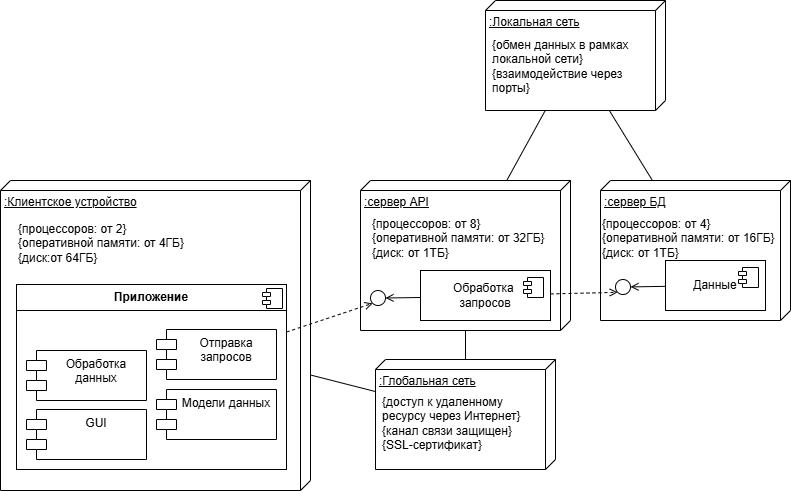 :Локальная сеть
{обмен данных в рамках
локальной сети}
{взаимодействие через
порты}
:Клиентское устройство
{процессоров: от 2}
{оперативной памяти: от 4ГБ}
{диск:от 64ГБ}
Приложение
Отправка
запросов
Обработка
данных
Модели данных
GUI
:сервер API
{процессоров: от 8}
{оперативной памяти: от 32ГБ}
{диск: от 1ТБ}
Обработка
запросов
:сервер БД
{процессоров: от 4}
{оперативной памяти: от 16ГБ}
{диск: от 1ТБ}
Данные
:Глобальная сеть
{доступ к удаленному
ресурсу через Интернет}
{канал связи защищен}
{SSL-сертификат}